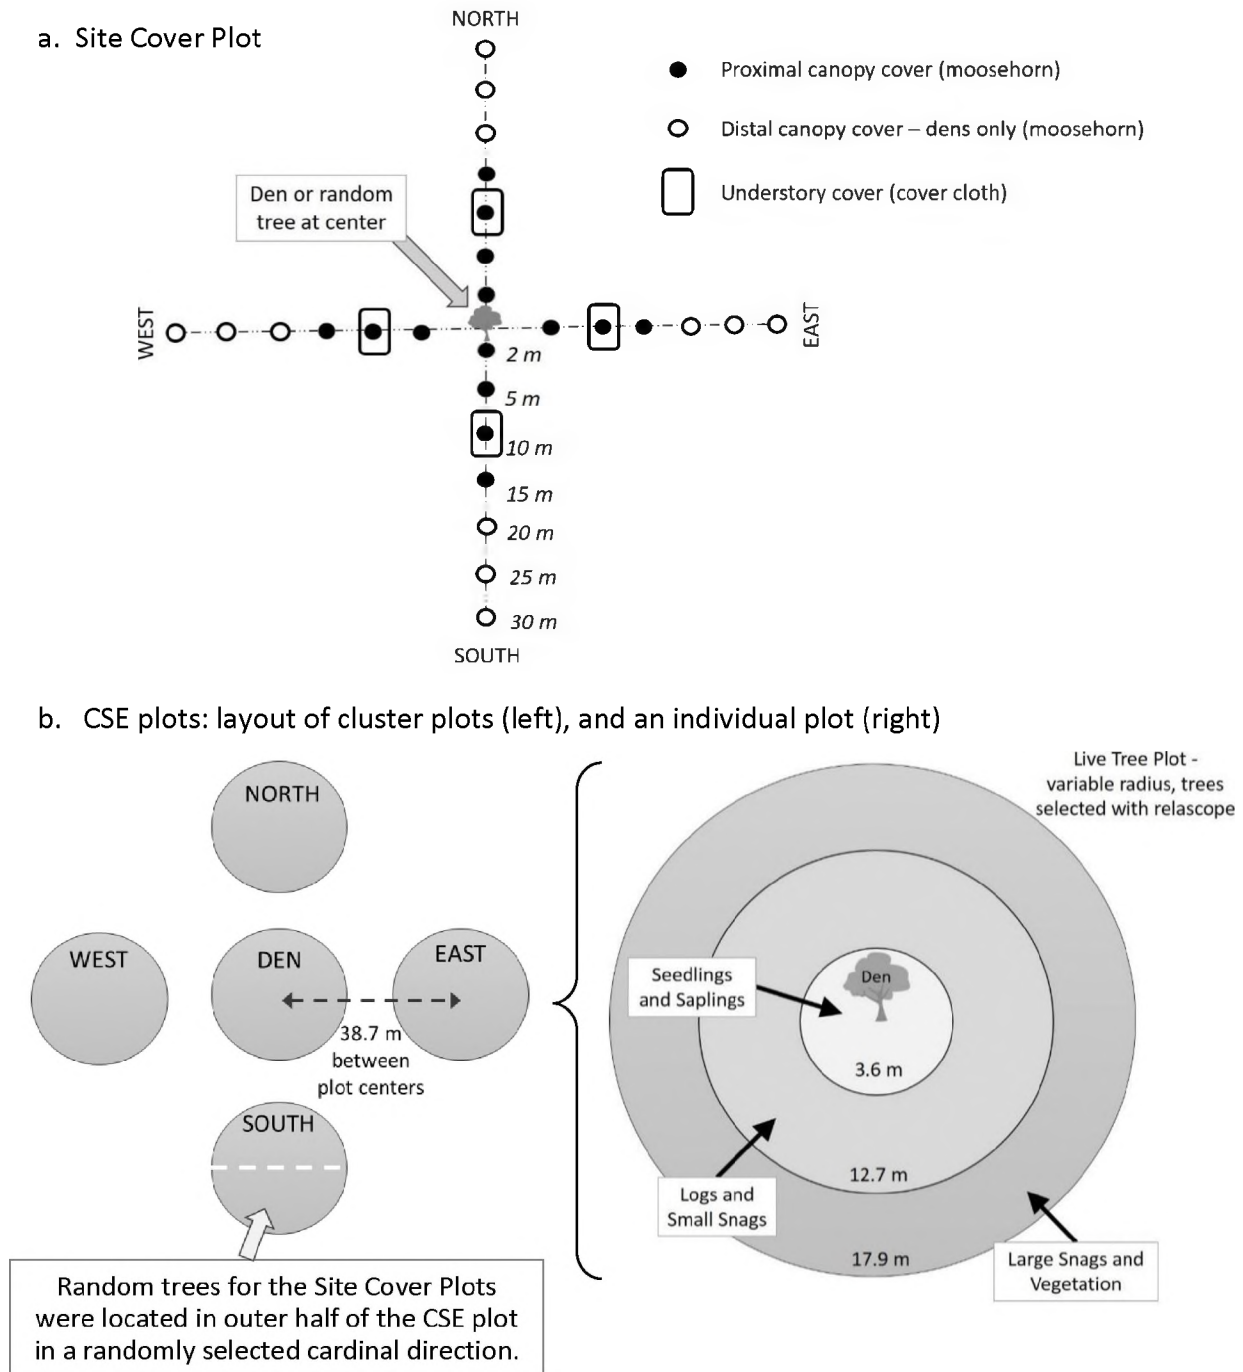 a. Site Cover Plot
NORTH
Proximal canopy cover (moosehorn)
Distal canopy cover – dens only (moosehorn)
Understory cover (cover cloth)
Den or random
tree at center
WEST
EAST
2 m
5 m
10 m
15 m
20 m
25 m
30 m
SOUTH
b. CSE plots: layout of cluster plots (left), and an individual plot (right)
NORTH
WEST
DEN
EAST
38.7 m
between
plot centers
SOUTH
Random trees for the Site Cover Plots
were located in outer half of the CSE plot
in a randomly selected cardinal direction.
Live Tree Plot -
variable radius, trees
selected with relascope
Den
Seedlings
and Saplings
3.6 m
12.7 m
Logs and
Small Snags
17.9 m
Large Snags and
Vegetation